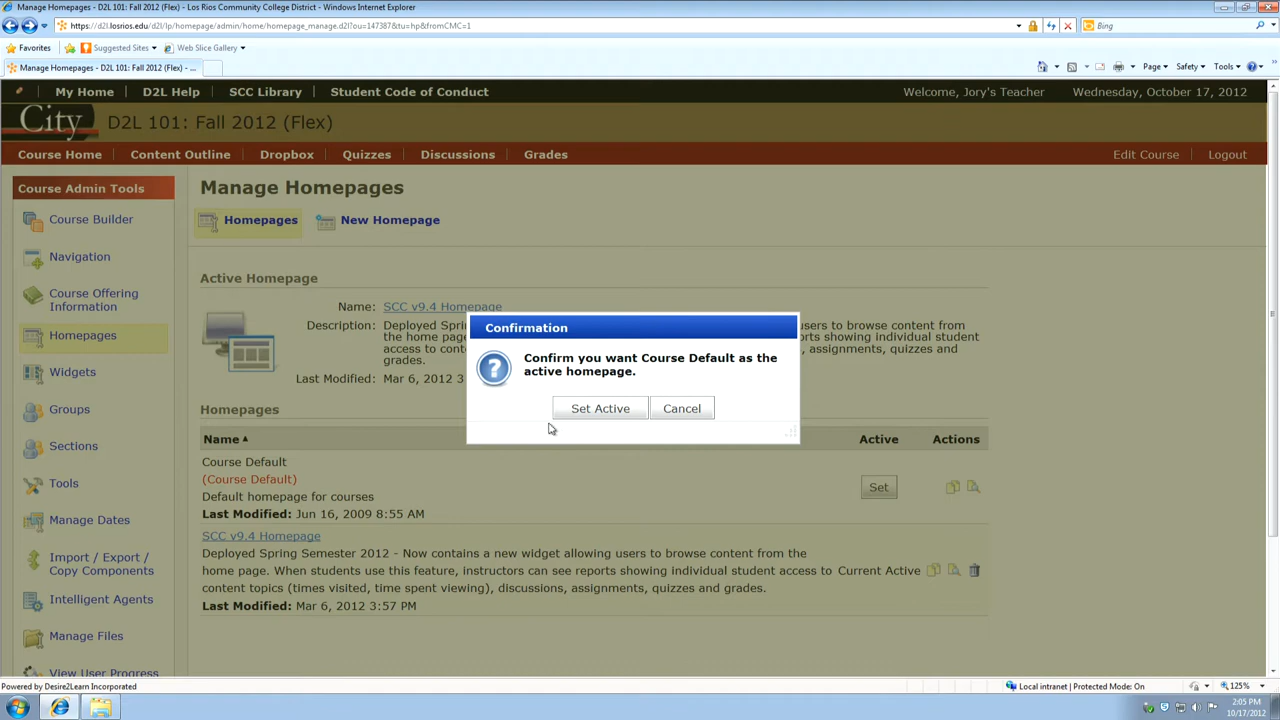 Manage Homepages - D2L 101: Fall 2012 (Flex) - Los Rios Community College District - Windows Internet Explorer
https://d2l.losrios.edu/d2l/lp/homepage/admin/home/homepage_manage.d2l?ou=147387&tu=hp&fromCMC=1
Bing
Favorites Suggested Sites Web Slice Gallery
Manage Homepages - D2L 101: Fall 2012 (Flex) - ...
Page Safety Tools
My Home D2L Help SCC Library Student Code of Conduct Welcome, Jory's Teacher Wednesday, October 17, 2012
City D2L 101: Fall 2012 (Flex)
Course Home Content Outline Dropbox Quizzes Discussions Grades Edit Course Logout
Course Admin Tools
Course Builder
Navigation
Course Offering
Information
Homepages
Widgets
Groups
Sections
Tools
Manage Dates
Import / Export /
Copy Components
Intelligent Agents
Manage Files
View User Progress
Manage Homepages
Homepages New Homepage
Active Homepage
Name: SCC v9.4 Homepage
Description: Deployed Spri users to browse content from
the home page rts showing individual student
access to conte , assignments, quizzes and
grades.
Last Modified: Mar 6, 2012 3
Confirmation
Confirm you want Course Default as the
active homepage.
Set Active Cancel
Homepages
Name Active Actions
Course Default
(Course Default)
Default homepage for courses
Last Modified: Jun 16, 2009 8:55 AM
Set
SCC v9.4 Homepage
Deployed Spring Semester 2012 - Now contains a new widget allowing users to browse content from the
home page. When students use this feature, instructors can see reports showing individual student access to Current Active
content topics (times visited, time spent viewing), discussions, assignments, quizzes and grades.
Last Modified: Mar 6, 2012 3:57 PM
Powered by Desire2Learn Incorporated Local intranet | Protected Mode: On 125%
2:05 PM
10/17/2012